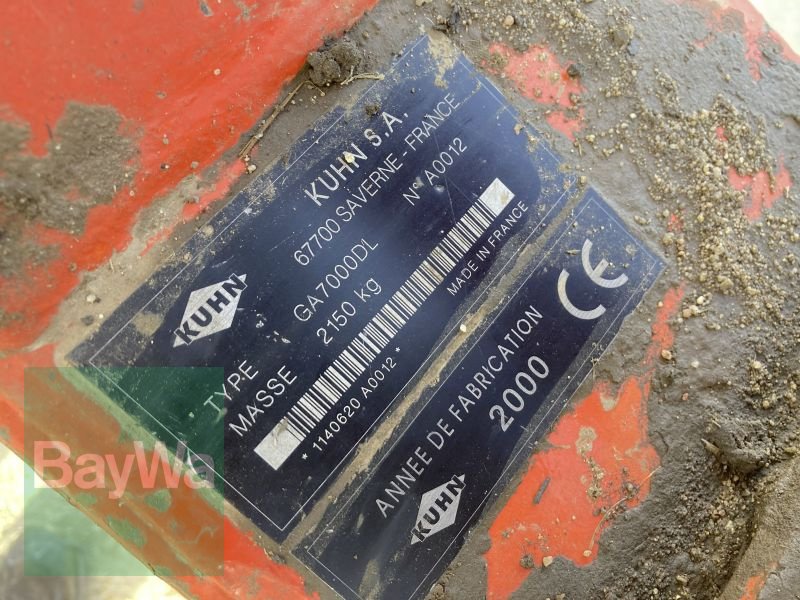 KUHN S.A.
67700 SAVERNE - FRANCE
KUHN
TYPE GA7000DL N° A0012
MASSE 2150 kg
* 1140620 A0012 *
MADE IN FRANCE
ANNEE DE FABRICATION
2000
CE
KUHN
BayWa